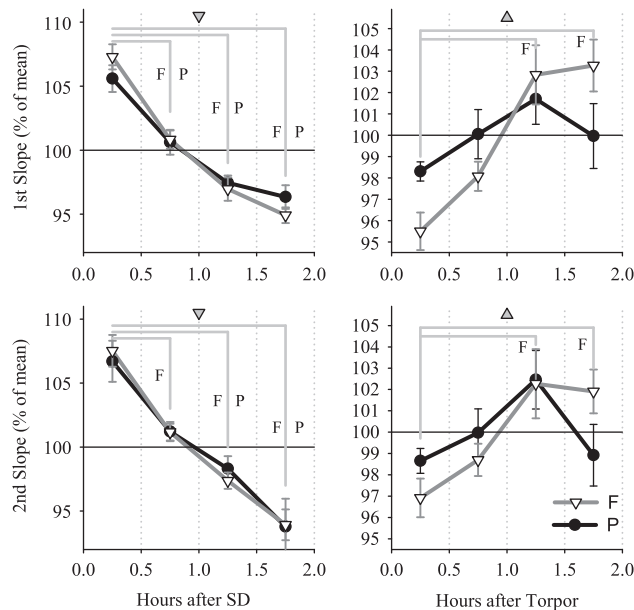 110
105
100
95
1st Slope (% of mean)
F P
F P
F P
0.0 0.5 1.0 1.5 2.0
105
104
103
102
101
100
99
98
97
96
95
F
F
0.0 0.5 1.0 1.5 2.0
110
105
100
95
2nd Slope (% of mean)
F
F P
F P
0.0 0.5 1.0 1.5 2.0
Hours after SD
105
104
103
102
101
100
99
98
97
96
95
F
F
F
P
0.0 0.5 1.0 1.5 2.0
Hours after Torpor